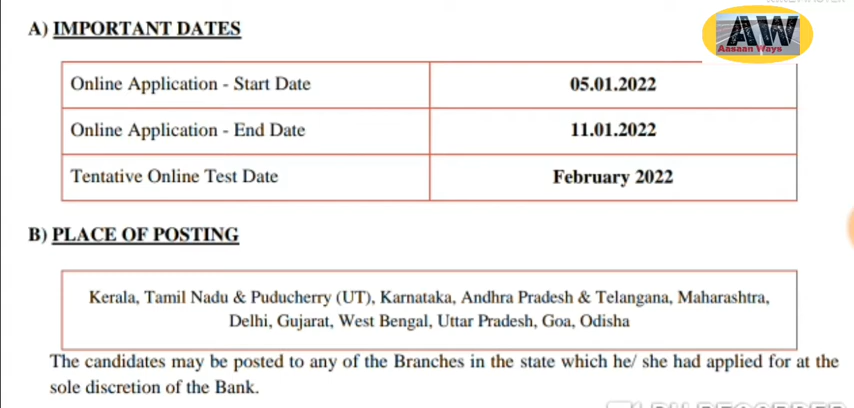 A) IMPORTANT DATES
AW
Aasaan Ways
Online Application - Start Date 05.01.2022
Online Application - End Date 11.01.2022
Tentative Online Test Date February 2022
B) PLACE OF POSTING
Kerala, Tamil Nadu & Puducherry (UT), Karnataka, Andhra Pradesh & Telangana, Maharashtra,
Delhi, Gujarat, West Bengal, Uttar Pradesh, Goa, Odisha
The candidates may be posted to any of the Branches in the state which he/ she had applied for at the
sole discretion of the Bank.